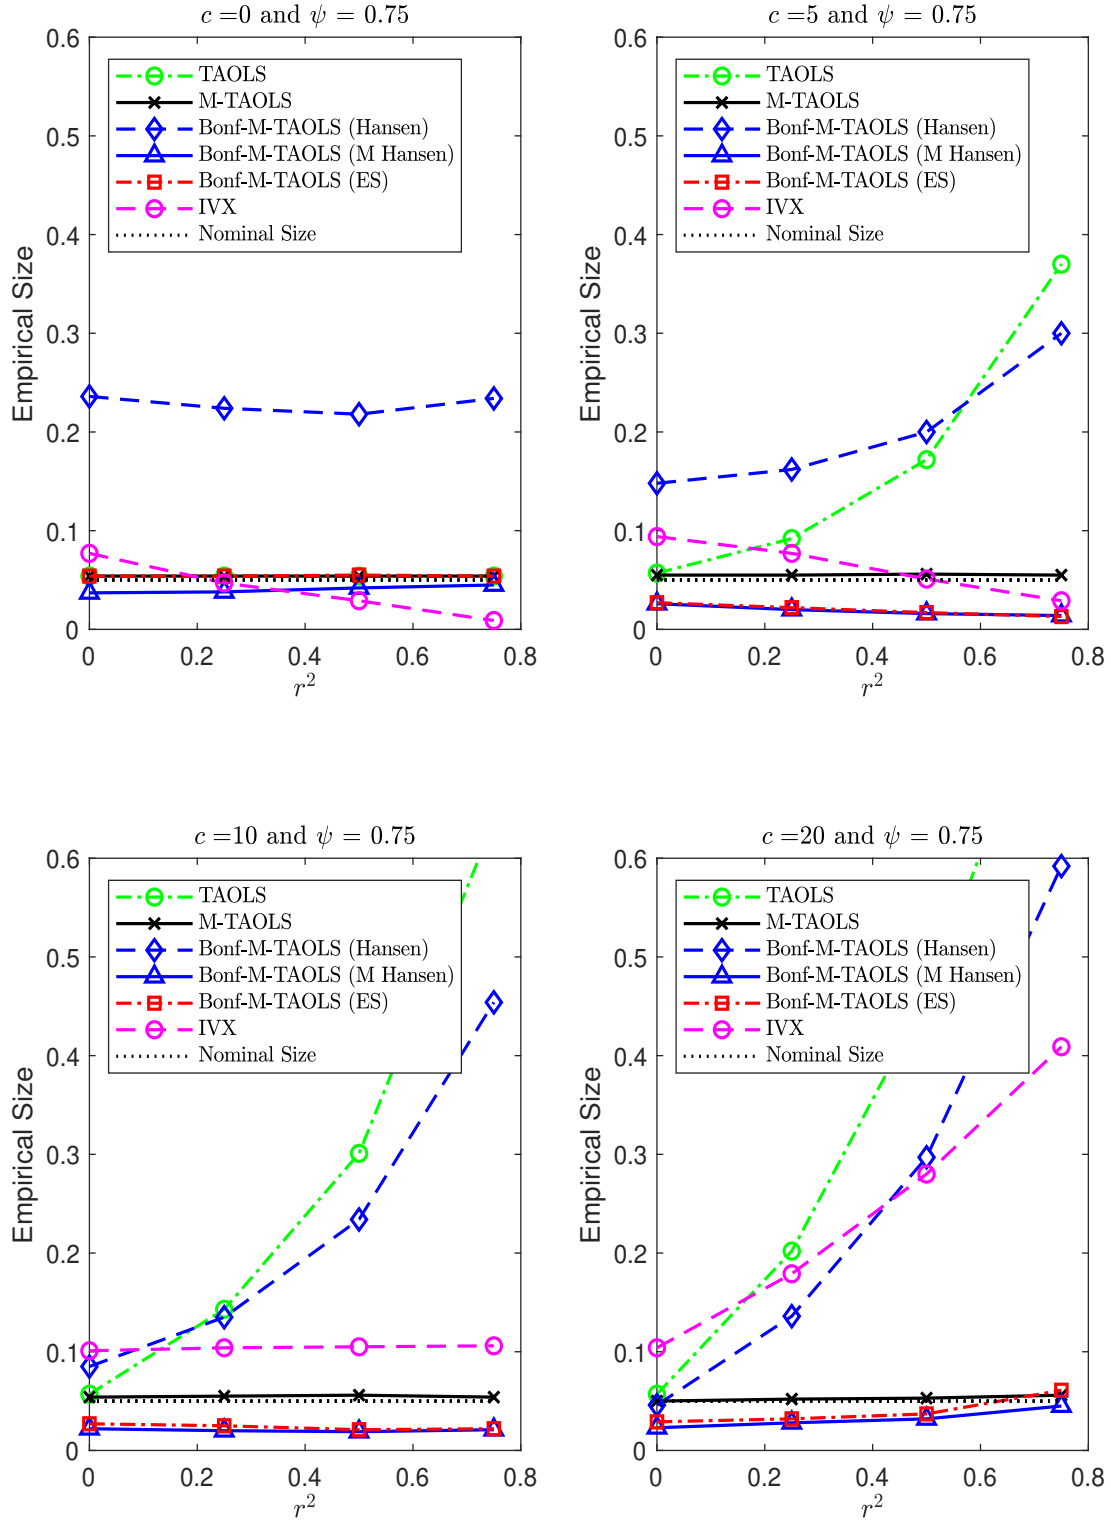 c =0 and ψ = 0.75
0.6
0.5
0.4
0.3
0.2
0.1
0
Empirical Size
TAOLS
M-TAOLS
Bonf-M-TAOLS (Hansen)
Bonf-M-TAOLS (M Hansen)
Bonf-M-TAOLS (ES)
IVX
Nominal Size
0 0.2 0.4 0.6 0.8
r²
c =5 and ψ = 0.75
0.6
0.5
0.4
0.3
0.2
0.1
0
Empirical Size
TAOLS
M-TAOLS
Bonf-M-TAOLS (Hansen)
Bonf-M-TAOLS (M Hansen)
Bonf-M-TAOLS (ES)
IVX
Nominal Size
0 0.2 0.4 0.6 0.8
r²
c =10 and ψ = 0.75
0.6
0.5
0.4
0.3
0.2
0.1
0
Empirical Size
TAOLS
M-TAOLS
Bonf-M-TAOLS (Hansen)
Bonf-M-TAOLS (M Hansen)
Bonf-M-TAOLS (ES)
IVX
Nominal Size
0 0.2 0.4 0.6 0.8
r²
c =20 and ψ = 0.75
0.6
0.5
0.4
0.3
0.2
0.1
0
Empirical Size
TAOLS
M-TAOLS
Bonf-M-TAOLS (Hansen)
Bonf-M-TAOLS (M Hansen)
Bonf-M-TAOLS (ES)
IVX
Nominal Size
0 0.2 0.4 0.6 0.8
r²